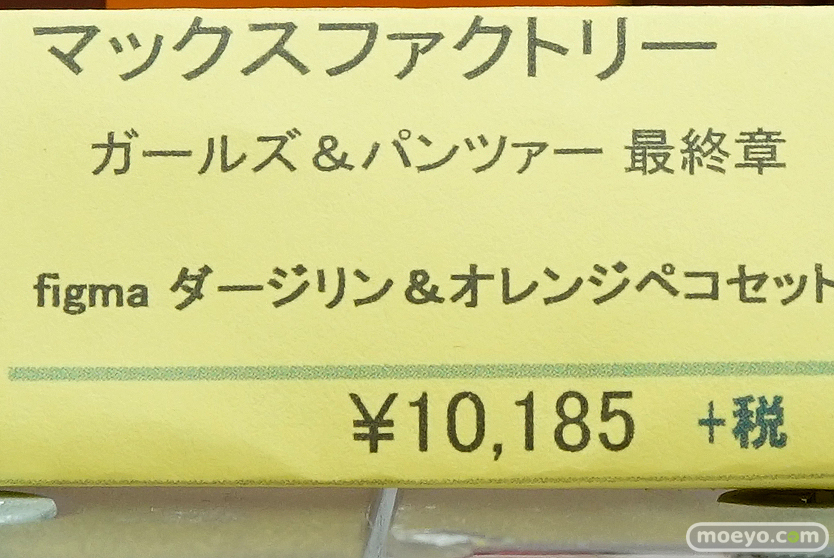 マックスファクトリー
ガールズ＆パンツァー 最終章
figma ダージリン＆オレンジペコセット
¥10,185 +税
moeyo.com